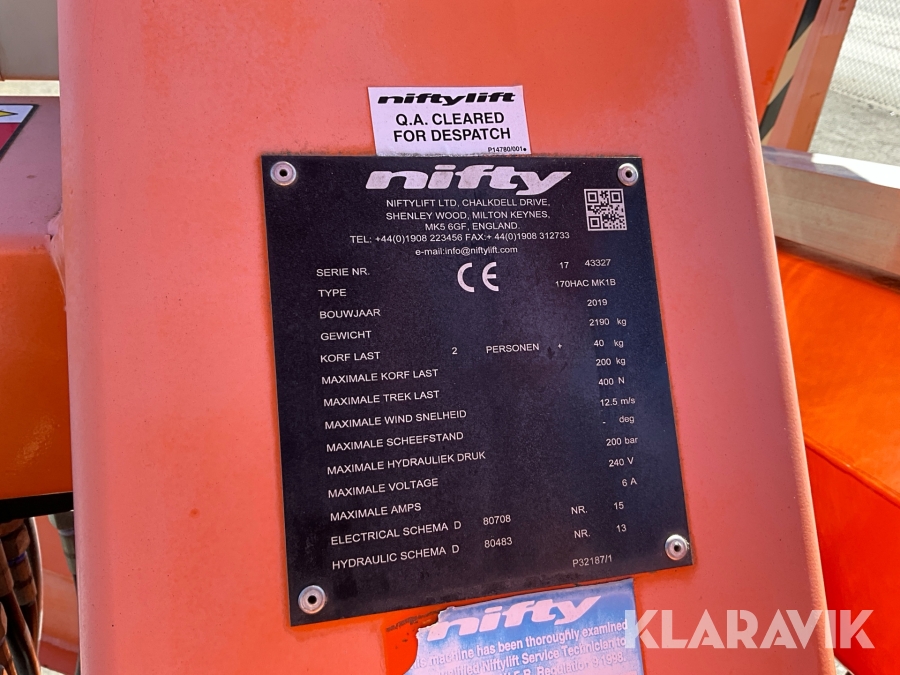 niftylift
Q.A. CLEARED
FOR DESPATCH
P14780/001
nifty
NIFTYLIFT LTD, CHALKDELL DRIVE,
SHENLEY WOOD, MILTON KEYNES,
MK5 6GF, ENGLAND.
TEL: +44(0)1908 223456 FAX:+ 44(0)1908 312733
e-mail:info@niftylift.com
CE
SERIE NR. 17 43327
TYPE 170HAC MK1B
BOUWJAAR 2019
GEWICHT 2190 kg
KORF LAST 2 PERSONEN + 40 kg
MAXIMALE KORF LAST 200 kg
MAXIMALE TREK LAST 400 N
MAXIMALE WIND SNELHEID 12.5 m/s
MAXIMALE SCHEEFSTAND - deg
MAXIMALE HYDRAULIEK DRUK 200 bar
MAXIMALE VOLTAGE 240 V
MAXIMALE AMPS 6 A
ELECTRICAL SCHEMA D 80708 NR. 15
HYDRAULIC SCHEMA D 80483 NR. 13
P32187/1
nifty
machine has been thoroughly examined
Niftylift Service Technician to
1998.
KLARAVIK